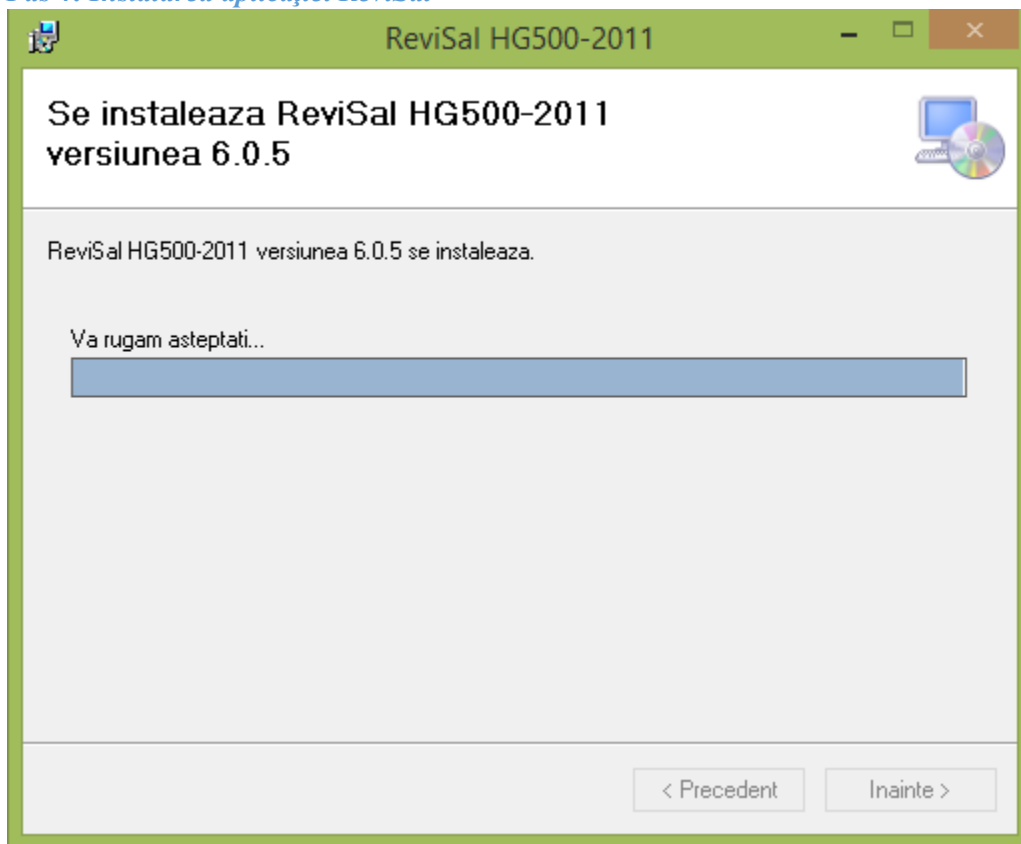 ReviSal HG500-2011
Se instaleaza ReviSal HG500-2011
versiunea 6.0.5
ReviSal HG500-2011 versiunea 6.0.5 se instaleaza.
Va rugam asteptati...
< Precedent
Inainte >